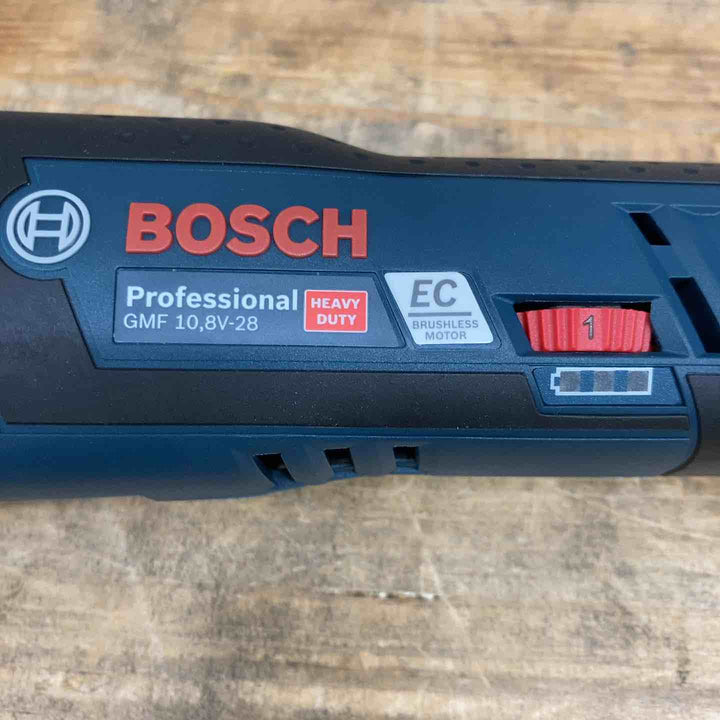 BOSCH
Professional
GMF 10,8V-28
HEAVY
DUTY
EC
BRUSHLESS
MOTOR
1